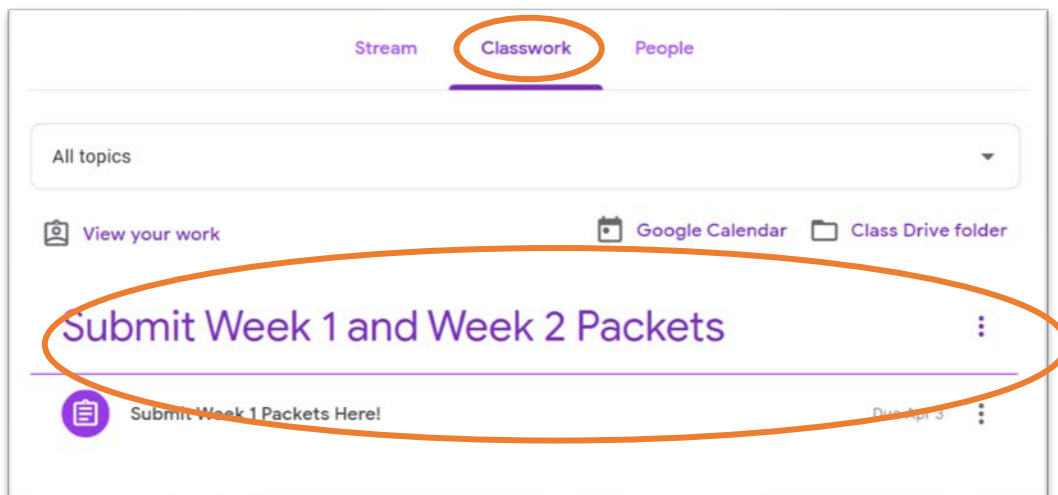 Stream Classwork People
All topics
View your work Google Calendar Class Drive folder
Submit Week 1 and Week 2 Packets
Submit Week 1 Packets Here! Due Apr 3